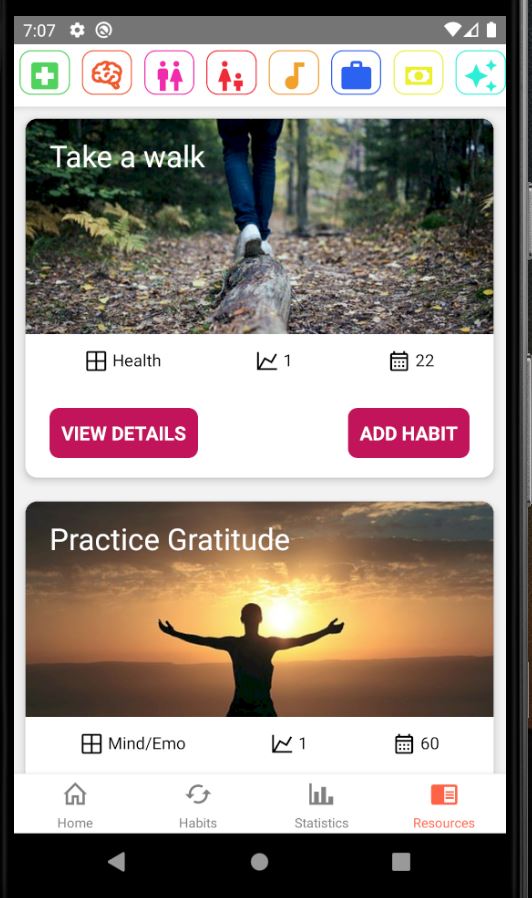 7:07
Take a walk
Health 1 22
VIEW DETAILS ADD HABIT
Practice Gratitude
Mind/Emo 1 60
Home Habits Statistics Resources